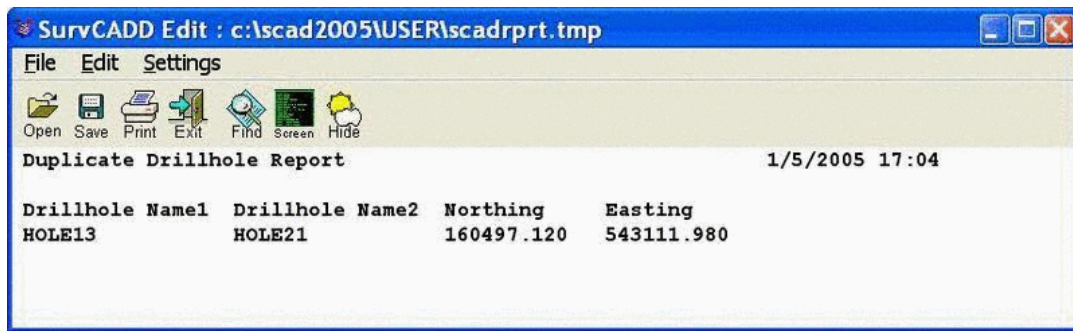 SurvCADD Edit : c:\scad2005\USER\scadrprt.tmp
File Edit Settings
Open Save Print Exit Find Screen Hide
Duplicate Drillhole Report 1/5/2005 17:04
Drillhole Name1 Drillhole Name2 Northing Easting
HOLE13 HOLE21 160497.120 543111.980